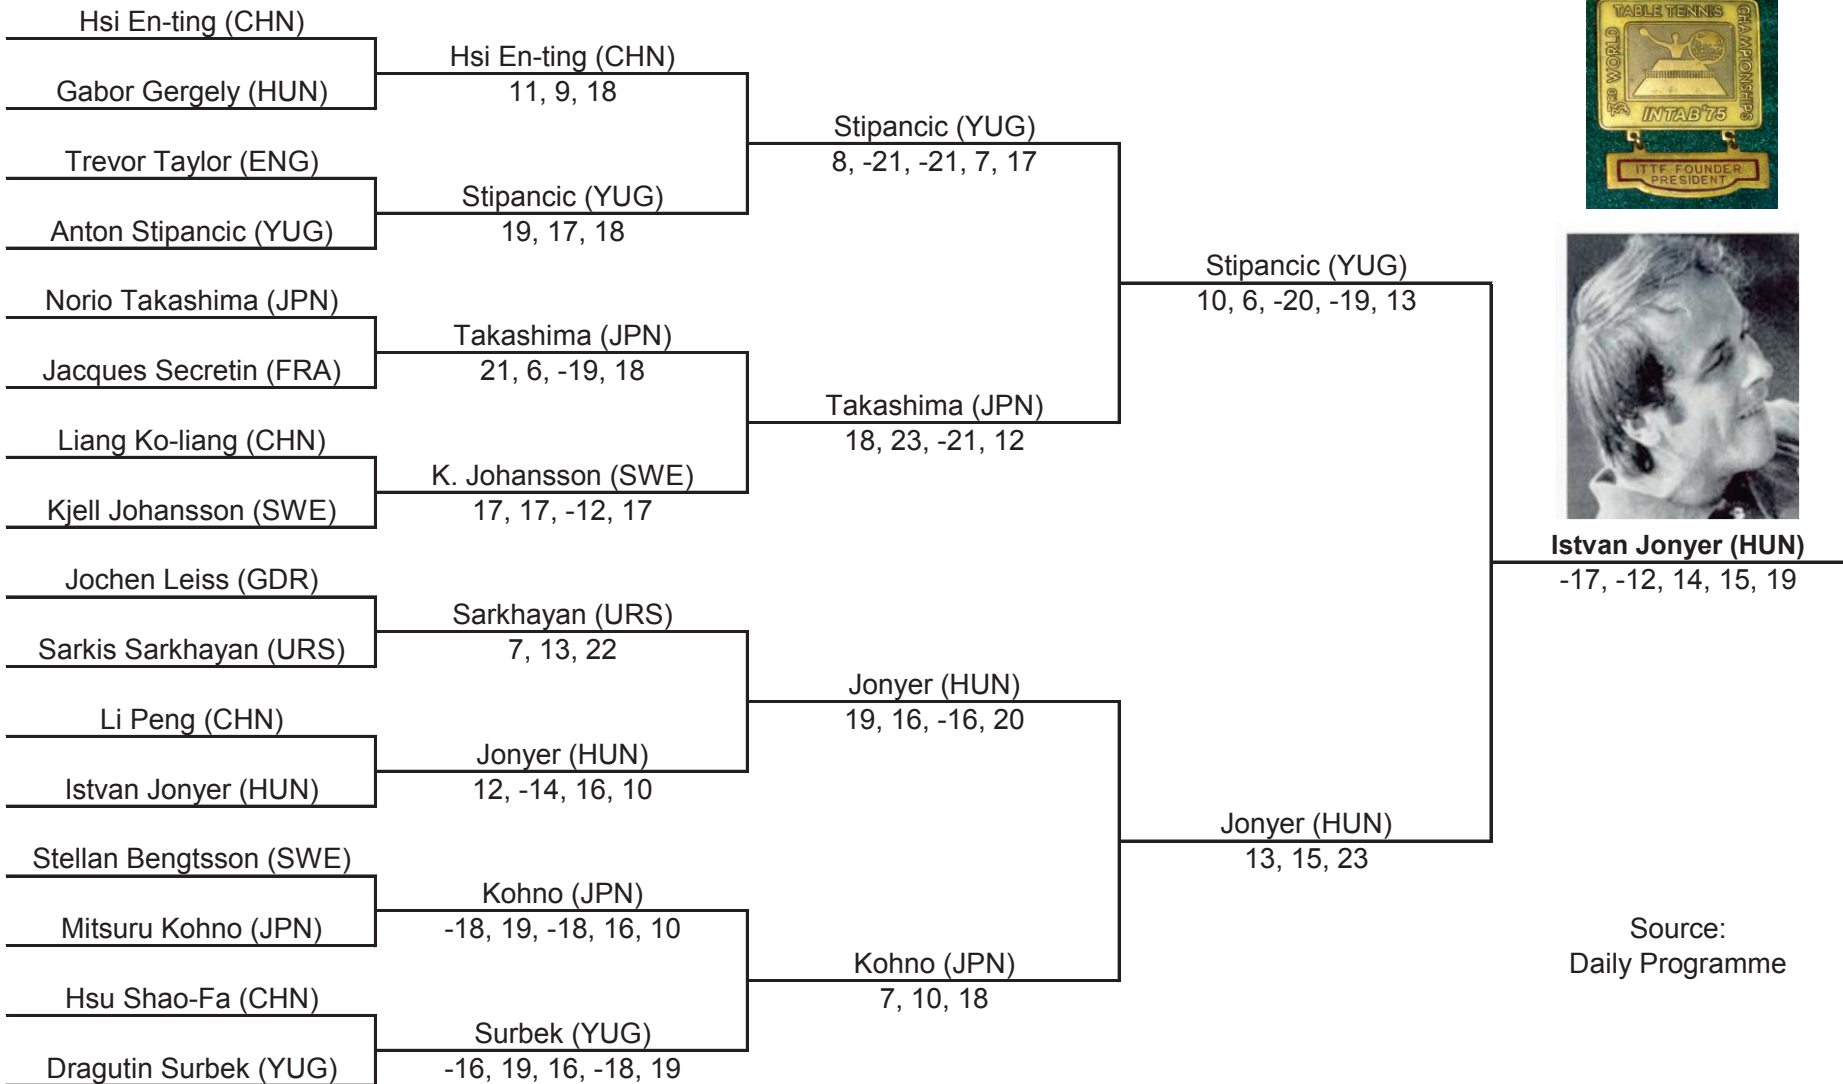 Hsi En-ting (CHN)
Gabor Gergely (HUN)
Trevor Taylor (ENG)
Anton Stipancic (YUG)
Norio Takashima (JPN)
Jacques Secretin (FRA)
Liang Ko-liang (CHN)
Kjell Johansson (SWE)
Jochen Leiss (GDR)
Sarkis Sarkhayan (URS)
Li Peng (CHN)
Istvan Jonyer (HUN)
Stellan Bengtsson (SWE)
Mitsuru Kohno (JPN)
Hsu Shao-Fa (CHN)
Dragutin Surbek (YUG)
Hsi En-ting (CHN)
11, 9, 18
Stipancic (YUG)
19, 17, 18
Takashima (JPN)
21, 6, -19, 18
K. Johansson (SWE)
17, 17, -12, 17
Sarkhayan (URS)
7, 13, 22
Jonyer (HUN)
12, -14, 16, 10
Kohno (JPN)
-18, 19, -18, 16, 10
Surbek (YUG)
-16, 19, 16, -18, 19
Stipancic (YUG)
8, -21, -21, 7, 17
Takashima (JPN)
18, 23, -21, 12
Jonyer (HUN)
19, 16, -16, 20
Kohno (JPN)
7, 10, 18
Stipancic (YUG)
10, 6, -20, -19, 13
Jonyer (HUN)
13, 15, 23
33RD WORLD
TABLE TENNIS
CHAMPIONSHIPS
INTAB'75
ITTF FOUNDER
PRESIDENT
Istvan Jonyer (HUN)
-17, -12, 14, 15, 19
Source:
Daily Programme